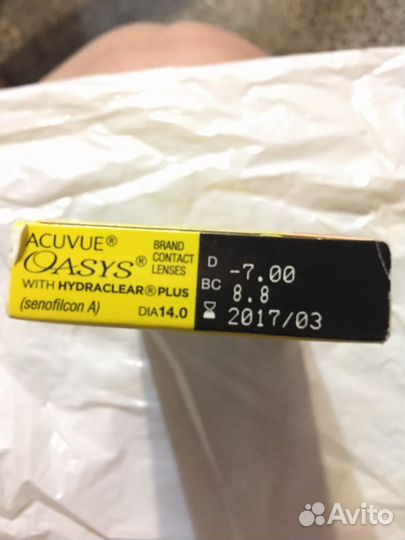 ACUVUE®
OASYS®
BRAND
CONTACT
LENSES
WITH HYDRACLEAR® PLUS
(senofilcon A)
DIA14.0
D -7.00
BC 8.8
2017/03
Avito